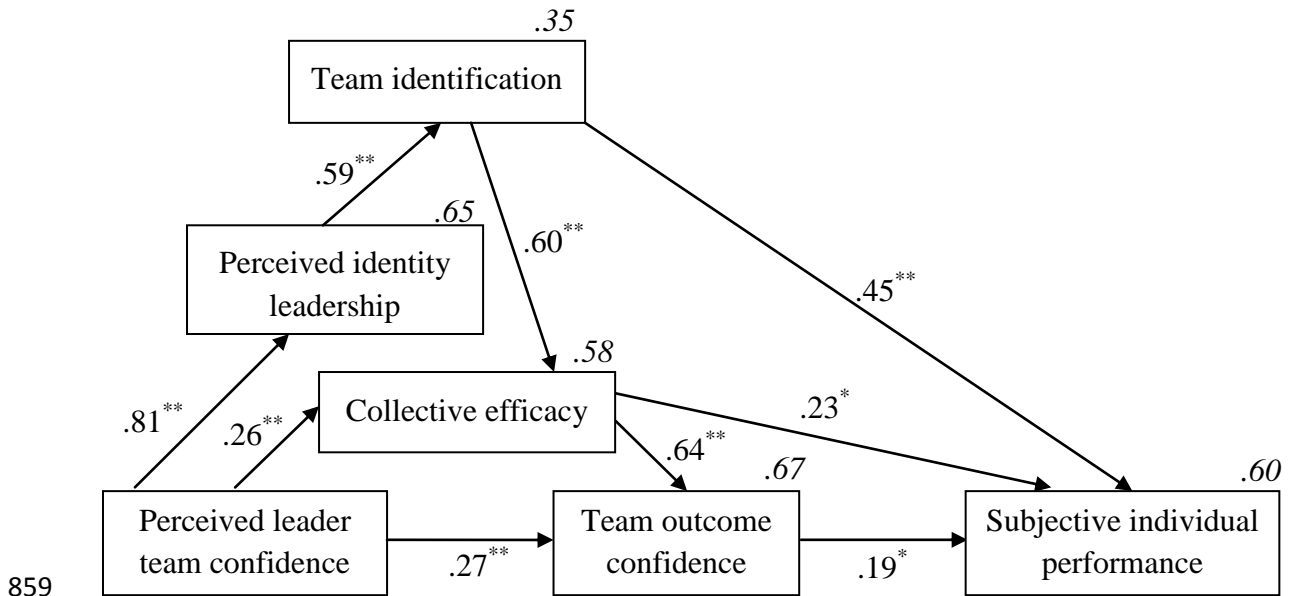 .35
Team identification
.59**
.65
.60**
Perceived identity
leadership
.45**
.58
.81**
.26**
Collective efficacy
.23*
.64**
.67
.60
Perceived leader
team confidence
.27**
Team outcome
confidence
.19*
Subjective individual
performance
859